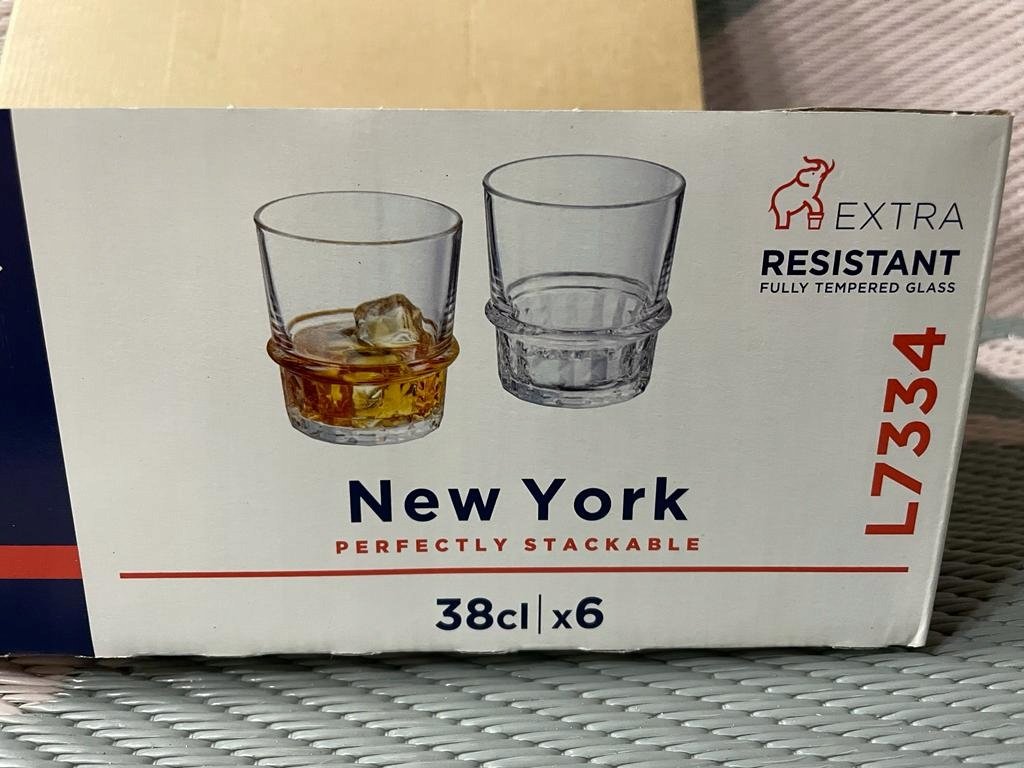 EXTRA
RESISTANT
FULLY TEMPERED GLASS
L7334
New York
PERFECTLY STACKABLE
38cl | x6